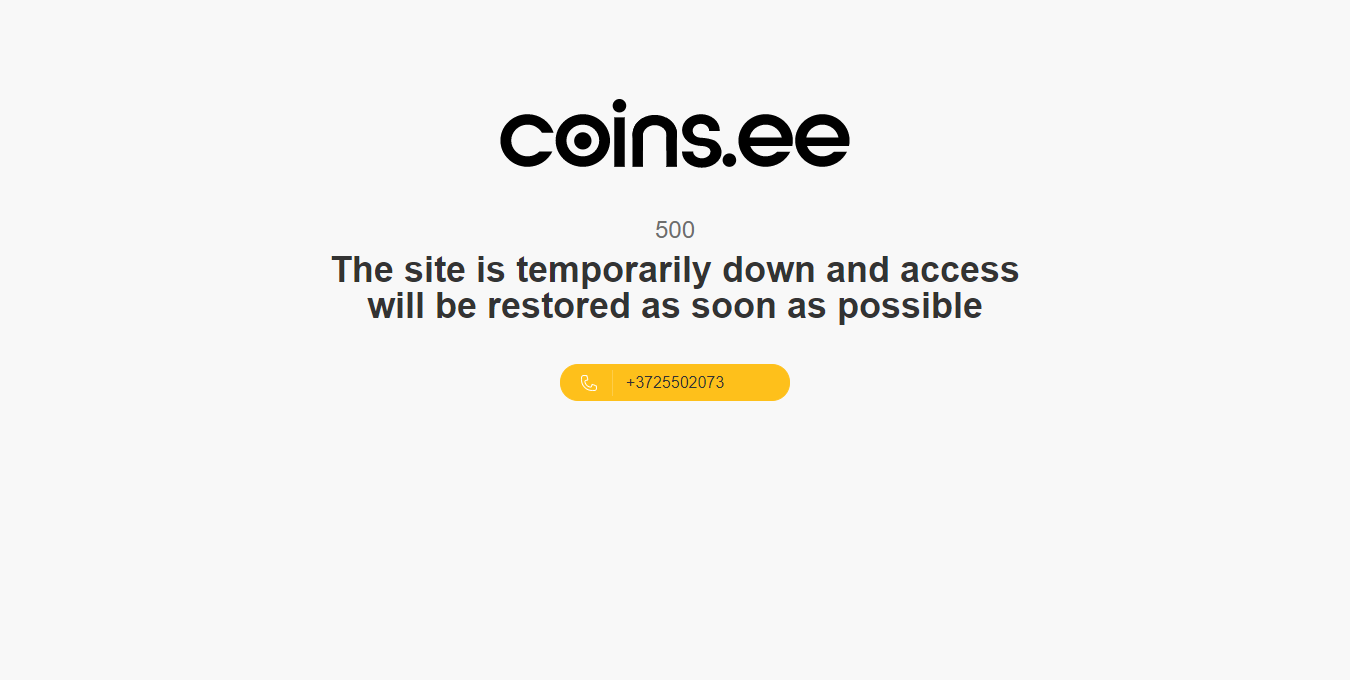 coins.ee
500
The site is temporarily down and access
will be restored as soon as possible
+3725502073